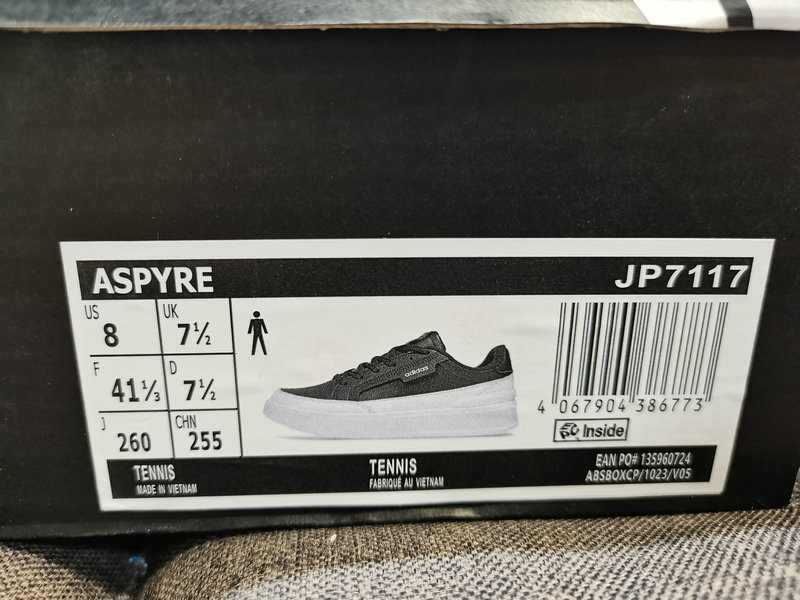 ASPYRE JP7117
US 8 UK 7½
F 41⅓ D 7½
J 260 CHN 255
adidas
4 067904 386773
Inside
TENNIS
MADE IN VIETNAM
TENNIS
FABRIQUÉ AU VIETNAM
EAN PO# 135960724
ABSBOXCP/1023/V05